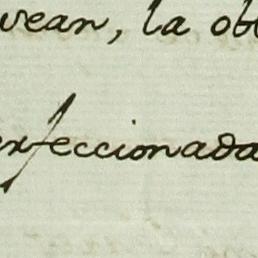 vean, la ob
erfeccionada